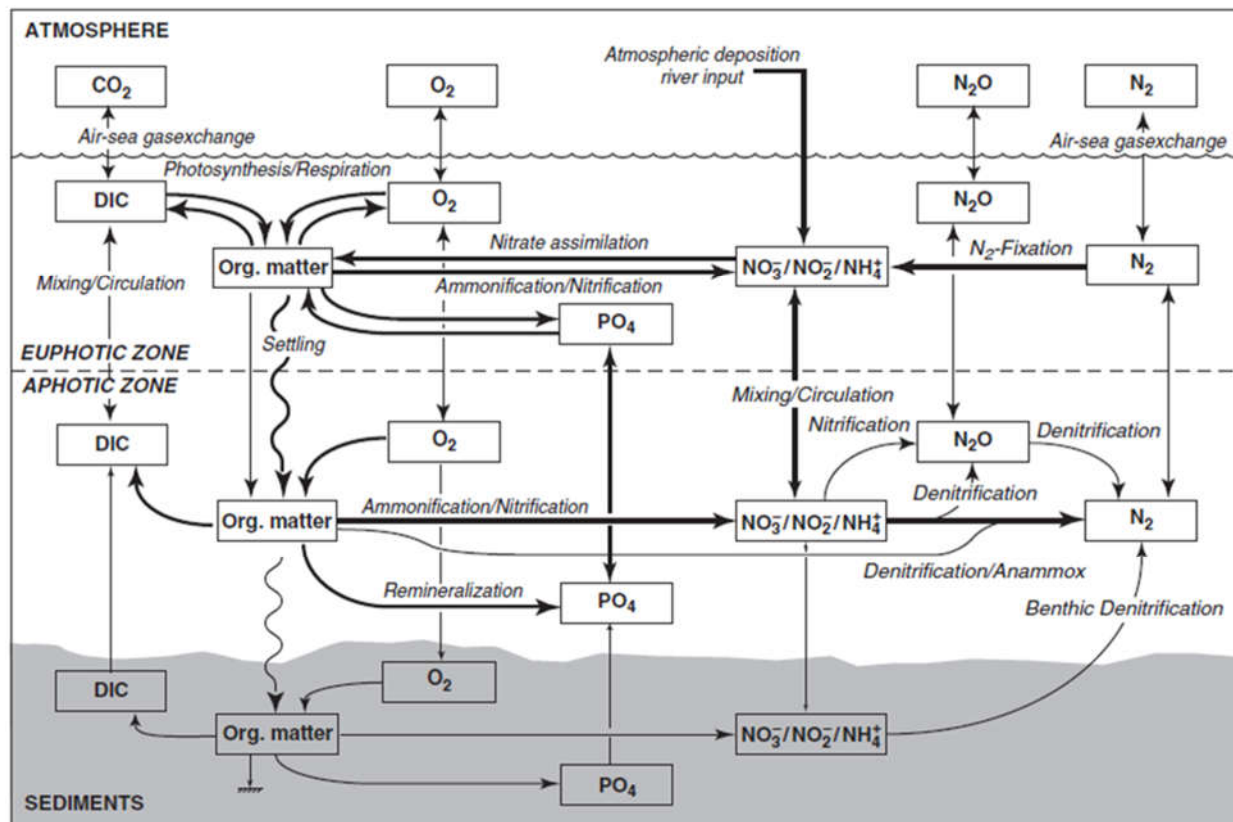 ATMOSPHERE
Atmospheric deposition
river input
CO₂
O₂
N₂O
N₂
Air-sea gasexchange
Air-sea gasexchange
Photosynthesis/Respiration
DIC
O₂
N₂O
Nitrate assimilation
N₂-Fixation
Org. matter
NO₃⁻/NO₂⁻/NH₄⁺
N₂
Mixing/Circulation
Ammonification/Nitrification
PO₄
Settling
EUPHOTIC ZONE
APHOTIC ZONE
Mixing/Circulation
Nitrification
DIC
O₂
N₂O
Denitrification
Ammonification/Nitrification
Denitrification
Org. matter
NO₃⁻/NO₂⁻/NH₄⁺
N₂
Denitrification/Anammox
Remineralization
PO₄
Benthic Denitrification
DIC
O₂
Org. matter
NO₃⁻/NO₂⁻/NH₄⁺
PO₄
SEDIMENTS